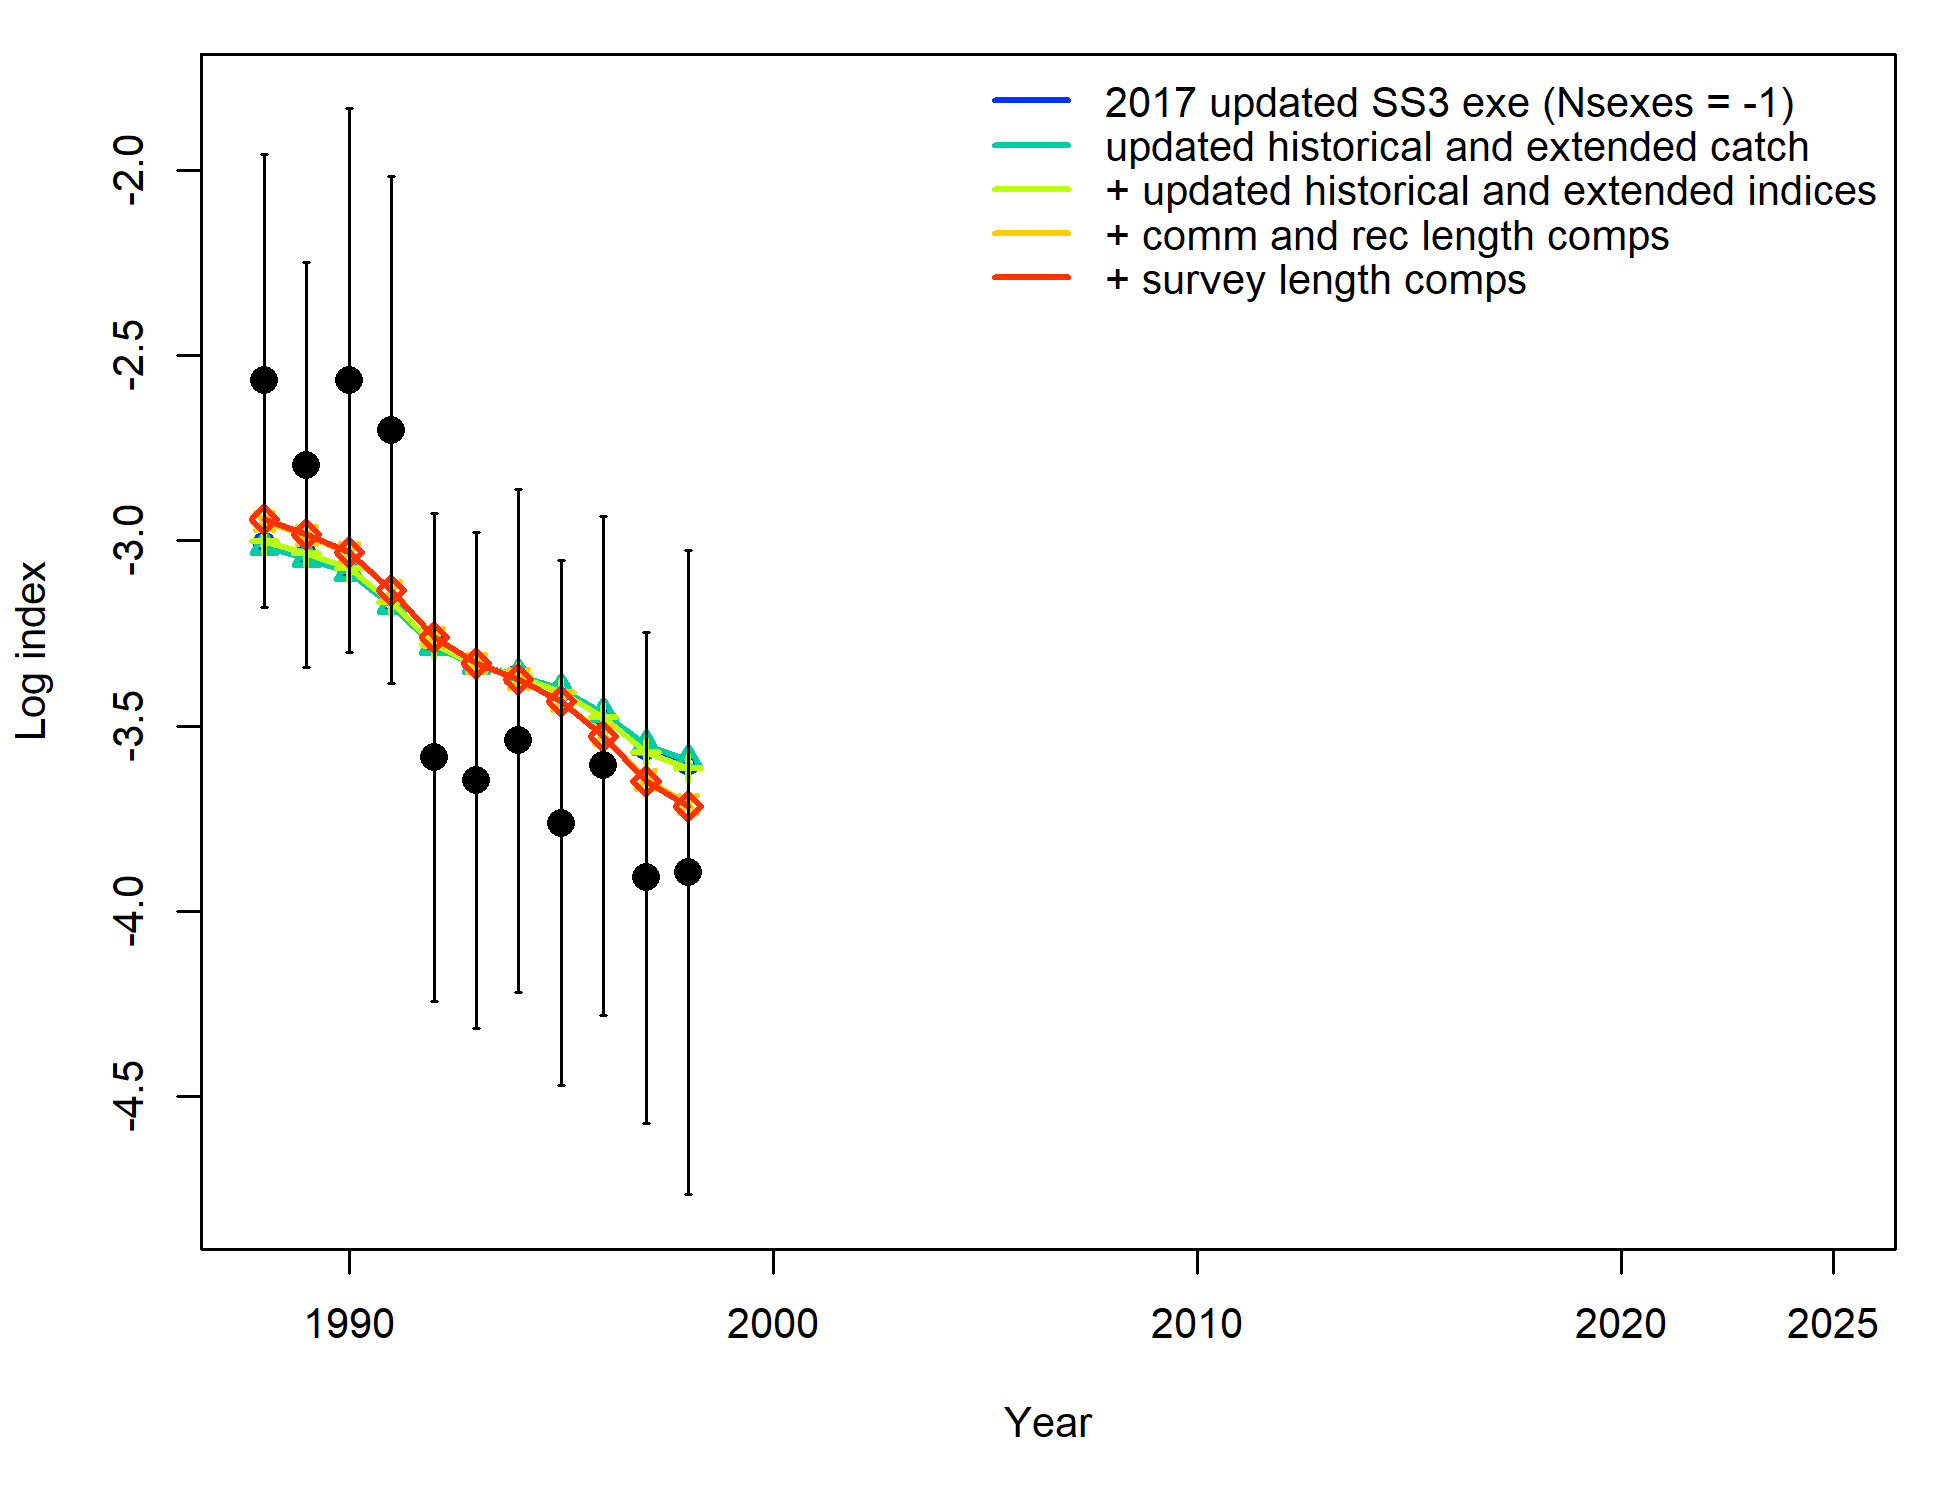 2017 updated SS3 exe (Nsexes = -1)
updated historical and extended catch
+ updated historical and extended indices
+ comm and rec length comps
+ survey length comps
Log index
-2.0
-2.5
-3.0
-3.5
-4.0
-4.5
1990
2000
2010
2020
2025
Year